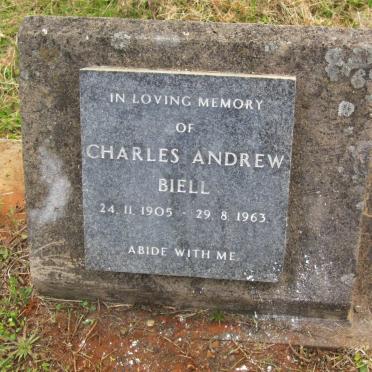 IN LOVING MEMORY
OF
CHARLES ANDREW
BIELL
24. 11. 1905 - 29. 8. 1963.
ABIDE WITH ME.